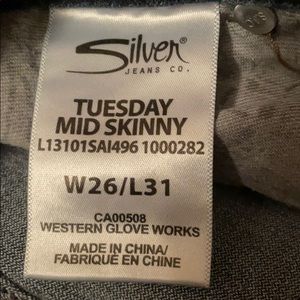 Silver
JEANS CO.
TUESDAY
MID SKINNY
L13101SAI496 1000282
W26/L31
CA00508
WESTERN GLOVE WORKS
MADE IN CHINA/
FABRIQUÉ EN CHINE